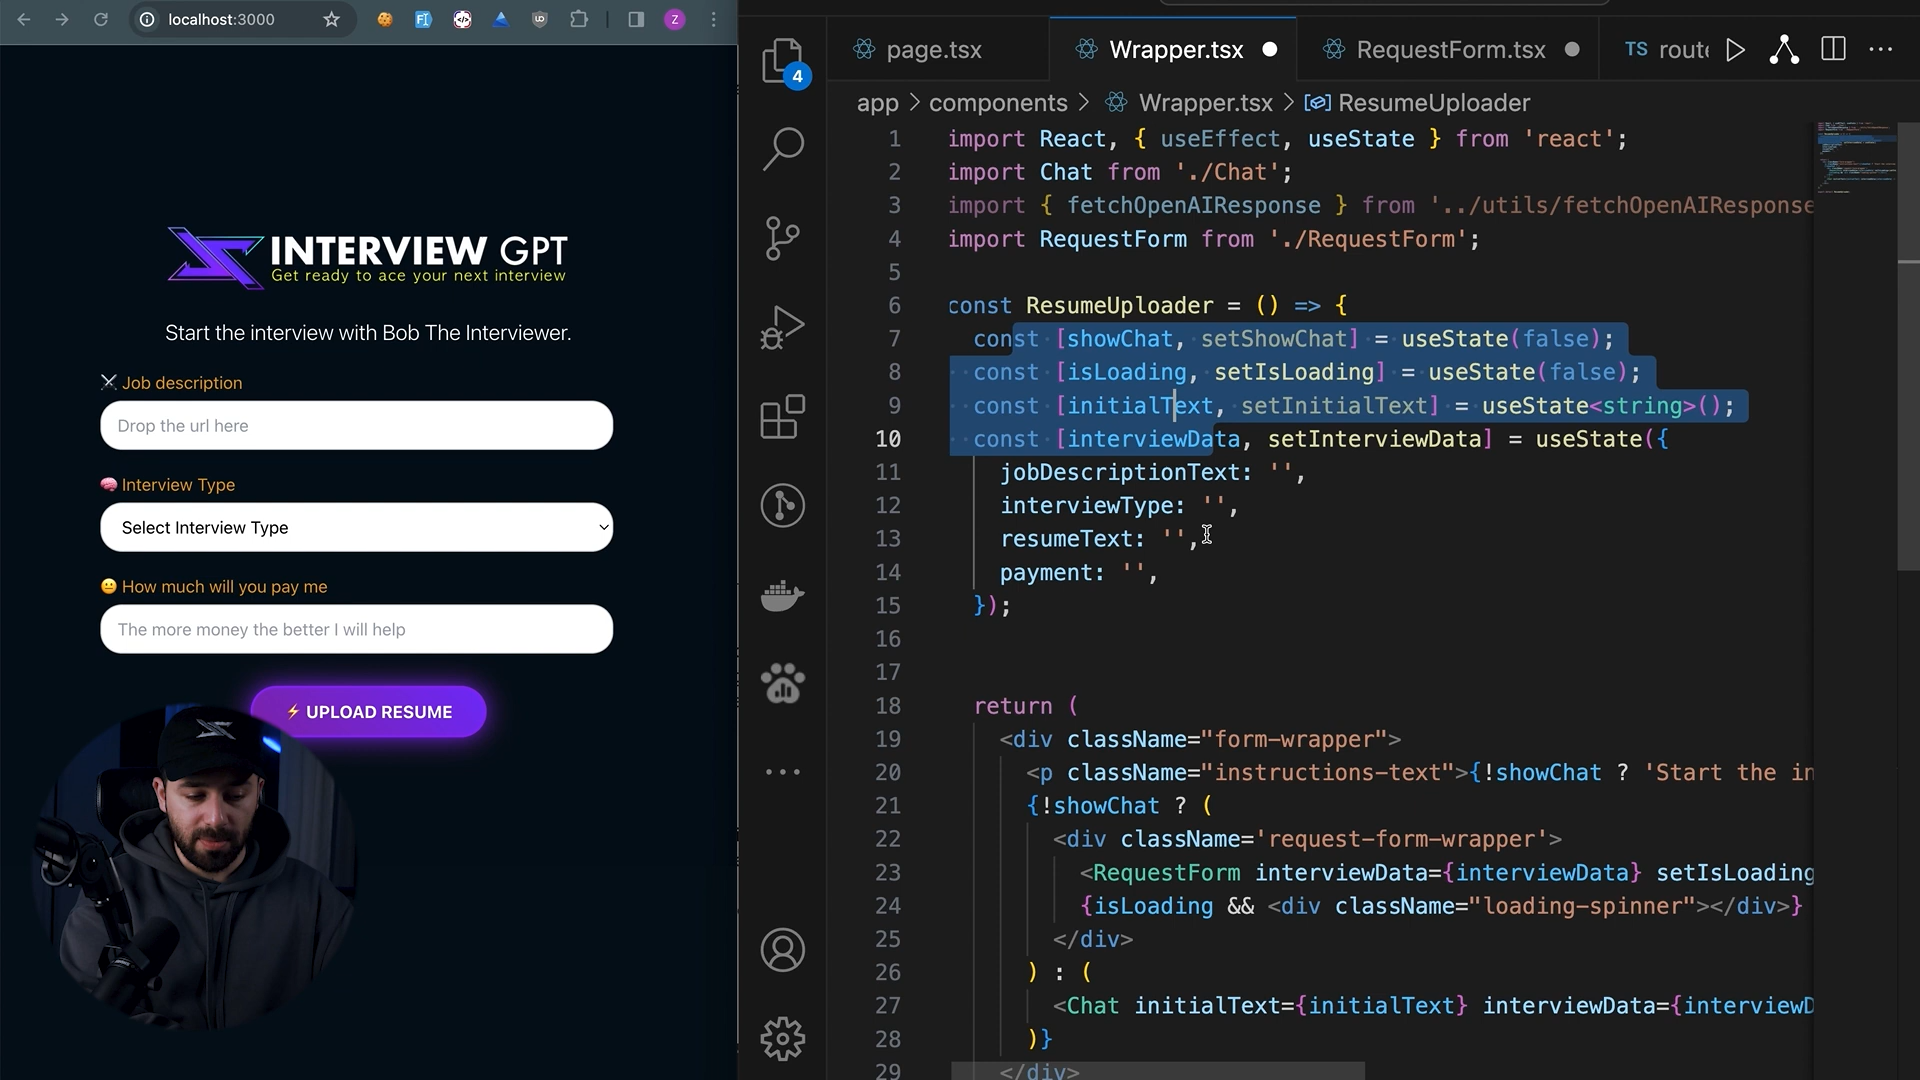 localhost:3000
Z
INTERVIEW GPT
Get ready to ace your next interview
Start the interview with Bob The Interviewer.
Job description
Drop the url here
Interview Type
Select Interview Type
How much will you pay me
The more money the better I will help
⚡ UPLOAD RESUME
4
page.tsx
Wrapper.tsx
RequestForm.tsx
TS route
app > components > Wrapper.tsx > ResumeUploader
1 import React, { useEffect, useState } from 'react';
2 import Chat from './Chat';
3 import { fetchOpenAIResponse } from '../utils/fetchOpenAIResponse
4 import RequestForm from './RequestForm';
5
6 const ResumeUploader = () => {
7 const [showChat, setShowChat] = useState(false);
8 const [isLoading, setIsLoading] = useState(false);
9 const [initialText, setInitialText] = useState<string>();
10 const [interviewData, setInterviewData] = useState({
11 jobDescriptionText: '',
12 interviewType: '',
13 resumeText: '',
14 payment: '',
15 });
16
17
18 return (
19 <div className="form-wrapper">
20 <p className="instructions-text">{!showChat ? 'Start the in
21 {!showChat ? (
22 <div className='request-form-wrapper'>
23 <RequestForm interviewData={interviewData} setIsLoading
24 {isLoading && <div className="loading-spinner"></div>}
25 </div>
26 ) : (
27 <Chat initialText={initialText} interviewData={interviewD
28 )}
29 </div>